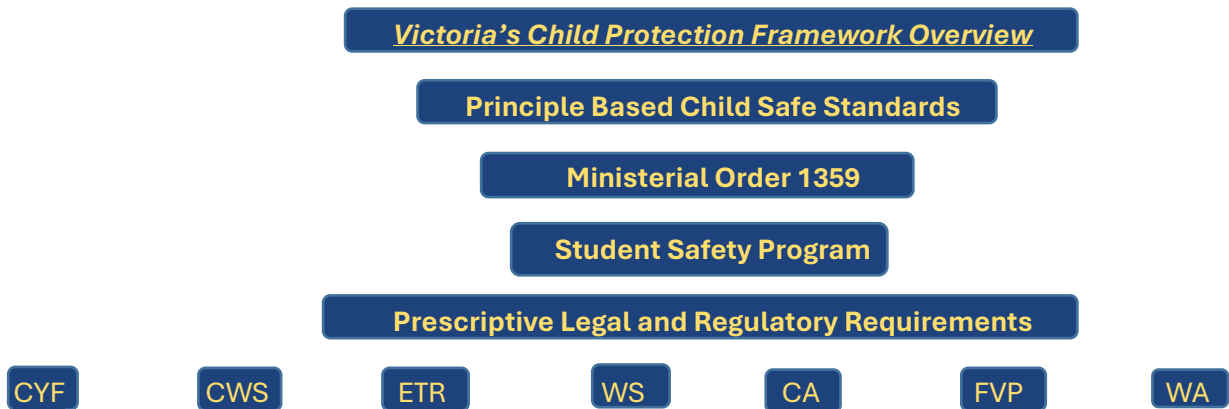 Victoria’s Child Protection Framework Overview
Principle Based Child Safe Standards
Ministerial Order 1359
Student Safety Program
Prescriptive Legal and Regulatory Requirements
CYF CWS ETR WS CA FVP WA